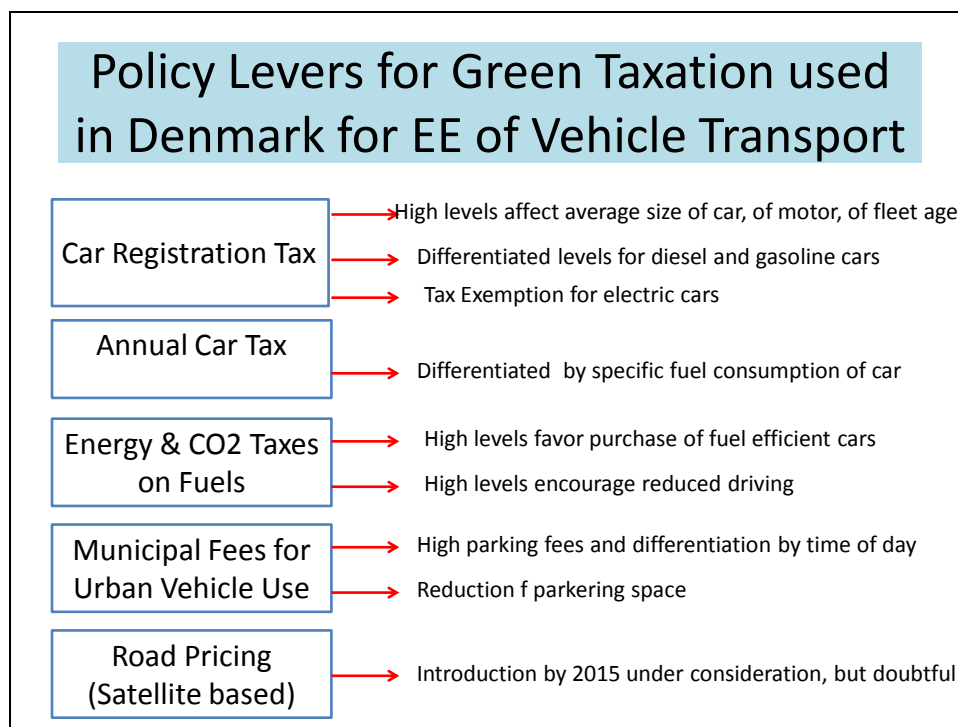 Policy Levers for Green Taxation used
in Denmark for EE of Vehicle Transport
Car Registration Tax
High levels affect average size of car, of motor, of fleet age
Differentiated levels for diesel and gasoline cars
Tax Exemption for electric cars
Annual Car Tax
Differentiated by specific fuel consumption of car
Energy & CO2 Taxes
on Fuels
High levels favor purchase of fuel efficient cars
High levels encourage reduced driving
Municipal Fees for
Urban Vehicle Use
High parking fees and differentiation by time of day
Reduction f parkering space
Road Pricing
(Satellite based)
Introduction by 2015 under consideration, but doubtful